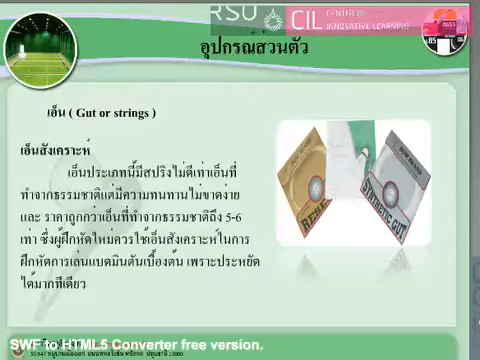 RSU CIL CENTER OF
INNOVATIVE LEARNING
อุปกรณ์ส่วนตัว
เอ็น ( Gut or strings )
เอ็นสังเคราะห์
เอ็นประเภทนี้มีสปริงไม่ดีเท่าเอ็นที่
ทำจากธรรมชาติแต่มีความทนทานไม่ขาดง่าย
และ ราคาถูกกว่าเอ็นที่ทำจากธรรมชาติถึง 5-6
เท่า ซึ่งผู้ฝึกหัดใหม่ควรใช้เอ็นสังเคราะห์ในการ
ฝึกหัดการเล่นแบดมินตันเบื้องต้น เพราะประหยัด
ได้มากทีเดียว
SYNTHETIC GUT
SWF to HTML5 Converter free version.